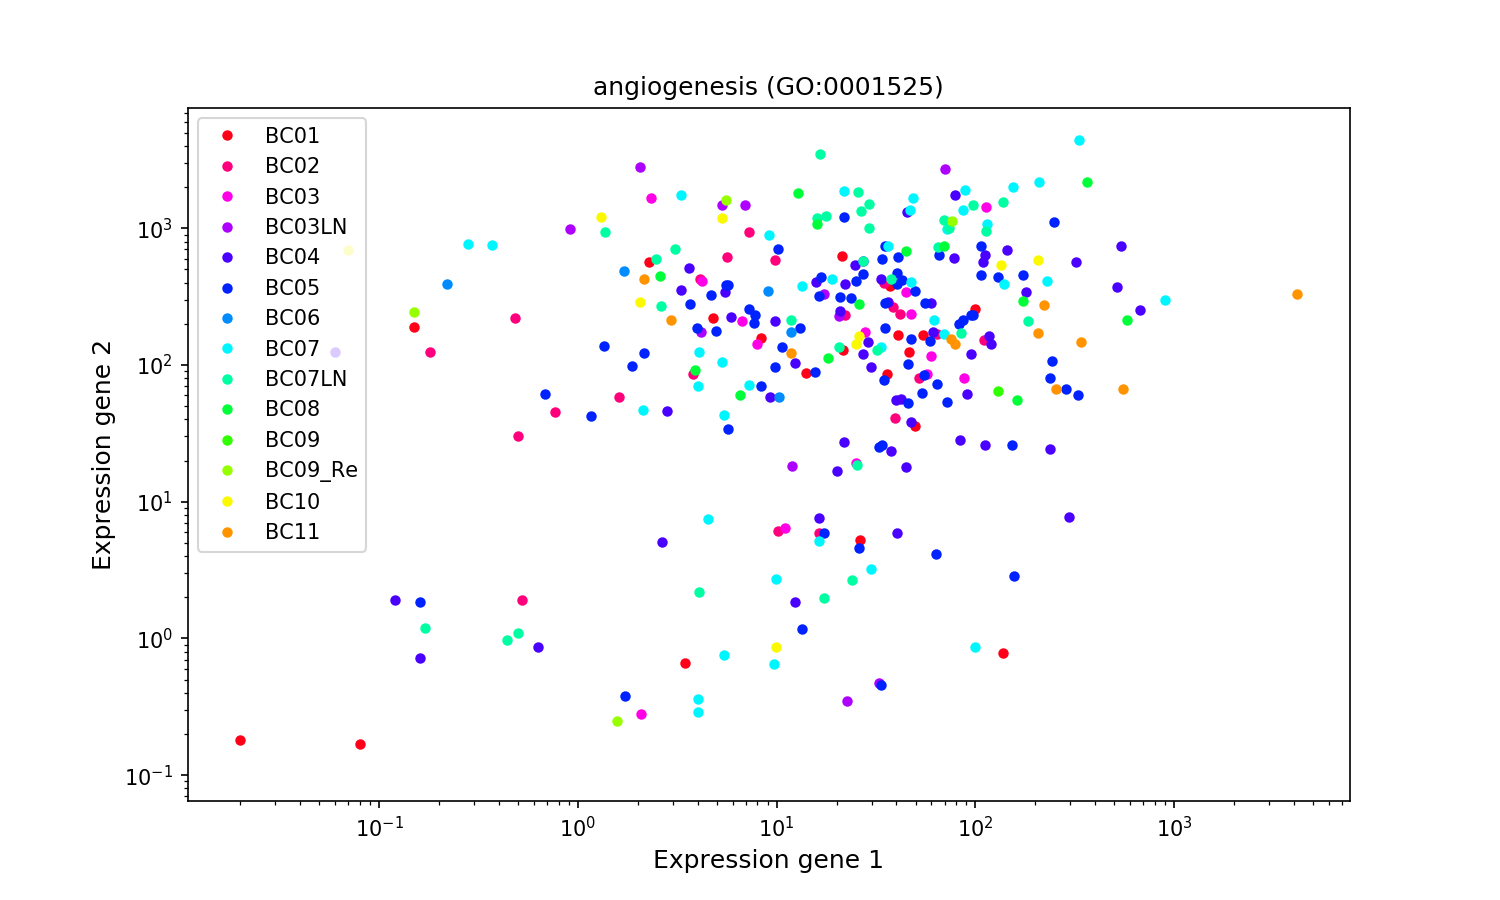 angiogenesis (GO:0001525)
BC01
BC02
BC03
BC03LN
BC04
BC05
BC06
BC07
BC07LN
BC08
BC09
BC09_Re
BC10
BC11
Expression gene 2
10³
10²
10¹
10⁰
10⁻¹
10⁻¹ 10⁰ 10¹ 10² 10³
Expression gene 1